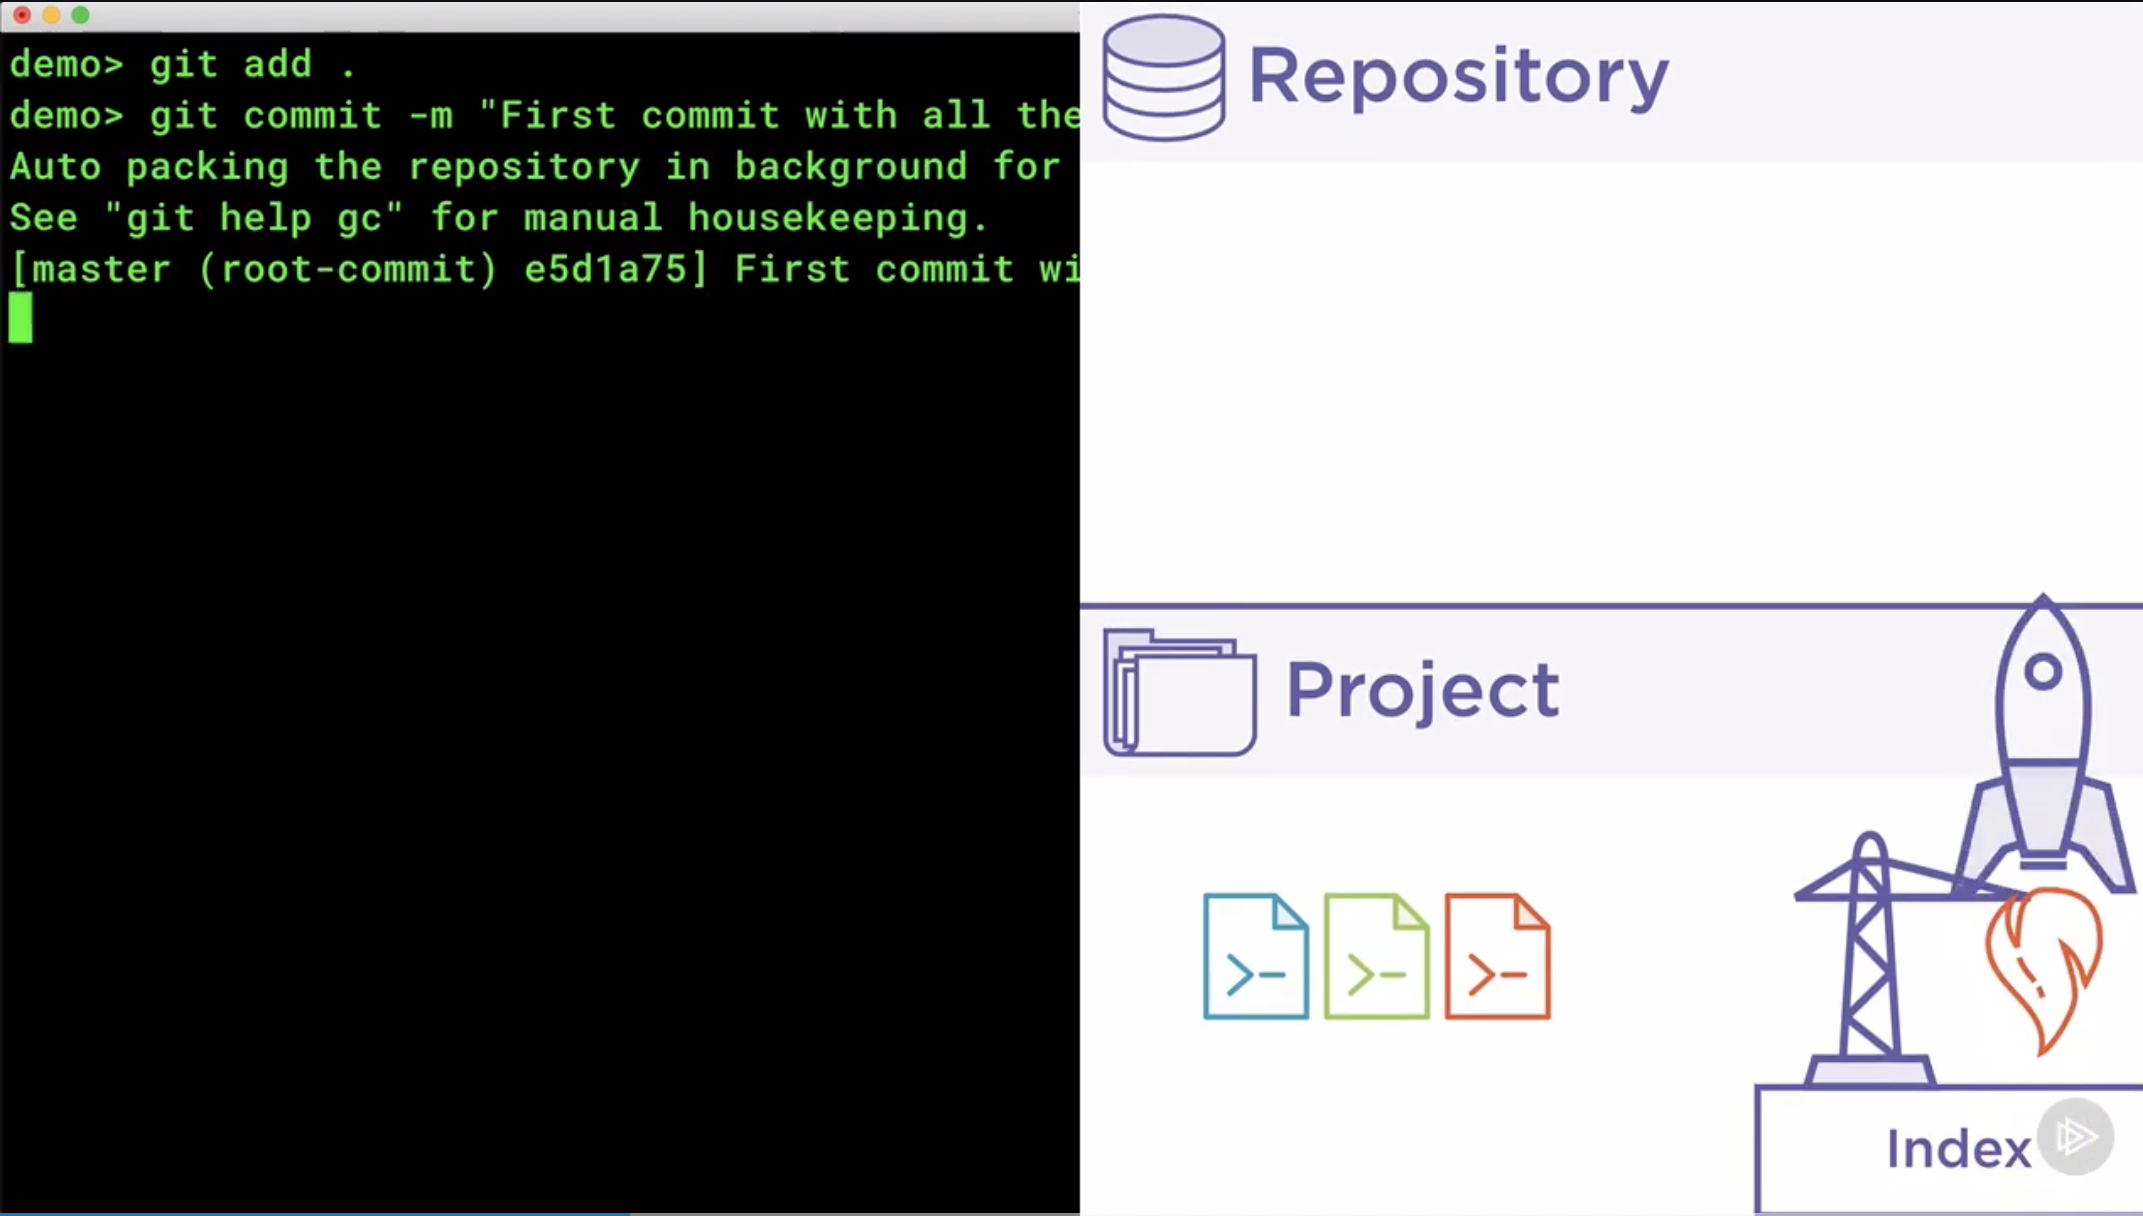 demo> git add .
demo> git commit -m "First commit with all the
Auto packing the repository in background for
See "git help gc" for manual housekeeping.
[master (root-commit) e5d1a75] First commit wi
Repository
Project
>-
>-
>-
Index